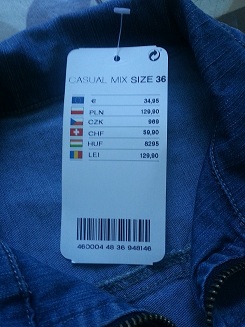 CASUAL MIX SIZE 36
€ 34,95
PLN 129,90
CZK 969
CHF 59,90
HUF 8295
LEI 129,90
460004 48 36 948146